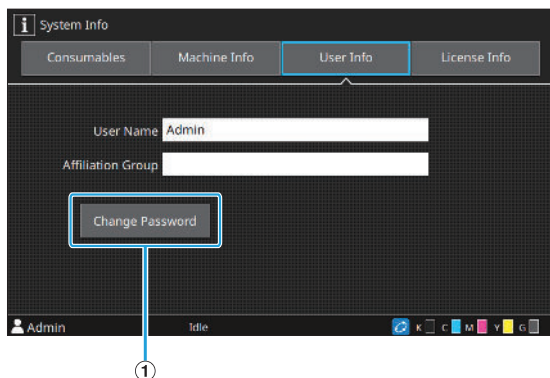 i System Info
Consumables Machine Info User Info License Info
User Name Admin
Affiliation Group
Change Password
Admin Idle K C M Y G
1